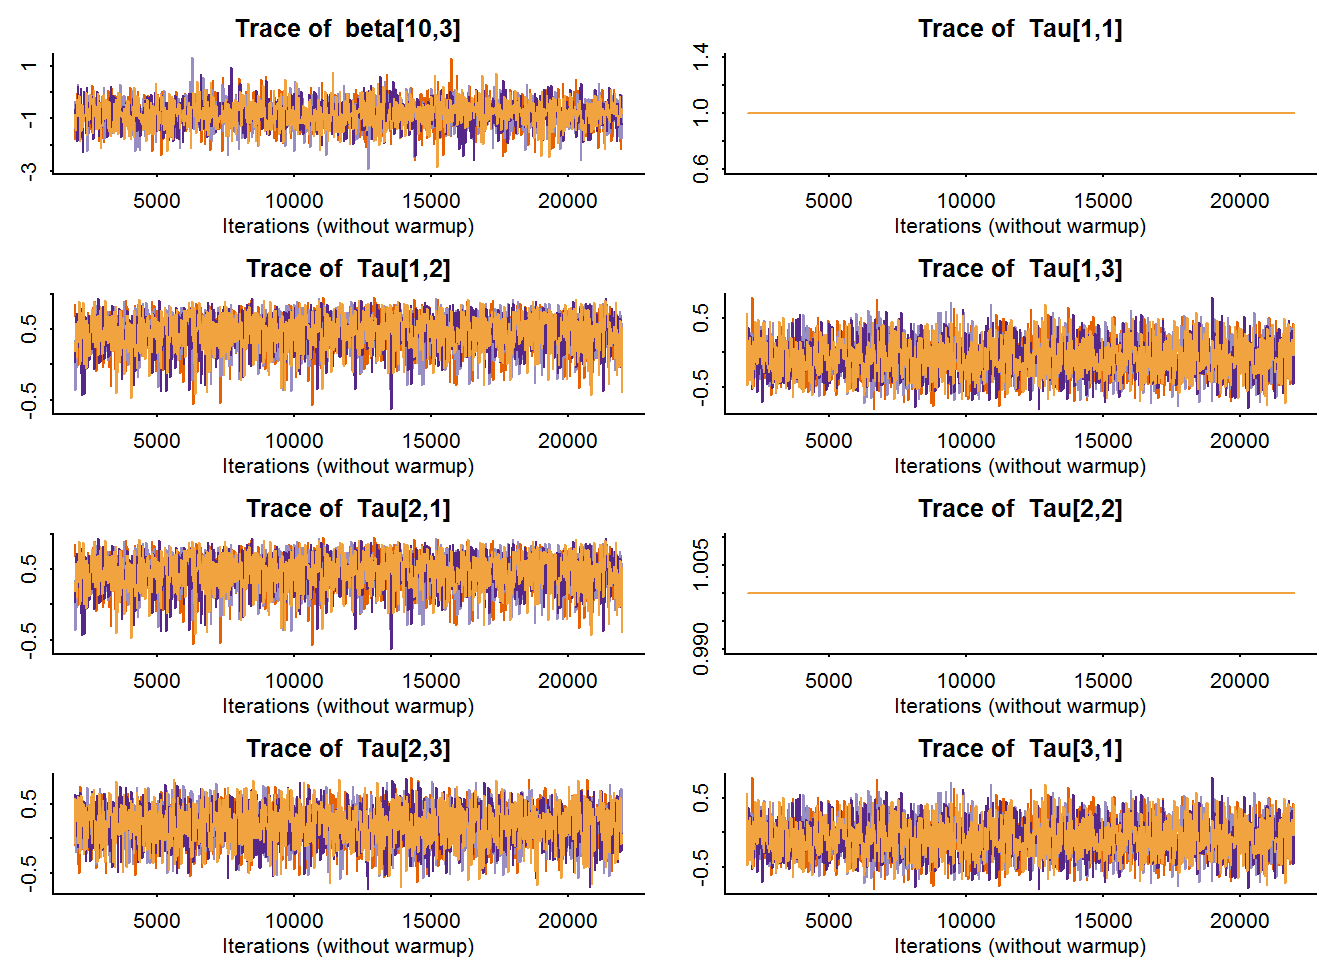 Trace of beta[10,3]
1
-1
-3
5000 10000 15000 20000
Iterations (without warmup)
Trace of Tau[1,1]
1.4
1.0
0.6
5000 10000 15000 20000
Iterations (without warmup)
Trace of Tau[1,2]
0.5
-0.5
5000 10000 15000 20000
Iterations (without warmup)
Trace of Tau[1,3]
0.5
-0.5
5000 10000 15000 20000
Iterations (without warmup)
Trace of Tau[2,1]
0.5
-0.5
5000 10000 15000 20000
Iterations (without warmup)
Trace of Tau[2,2]
1.005
0.990
5000 10000 15000 20000
Iterations (without warmup)
Trace of Tau[2,3]
0.5
-0.5
5000 10000 15000 20000
Iterations (without warmup)
Trace of Tau[3,1]
0.5
-0.5
5000 10000 15000 20000
Iterations (without warmup)